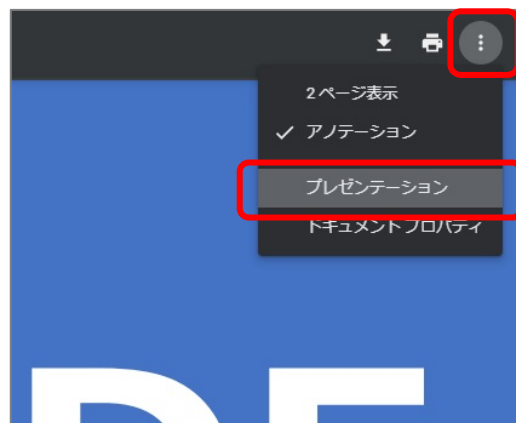 2ページ表示
アノテーション
プレゼンテーション
ドキュメント プロパティ